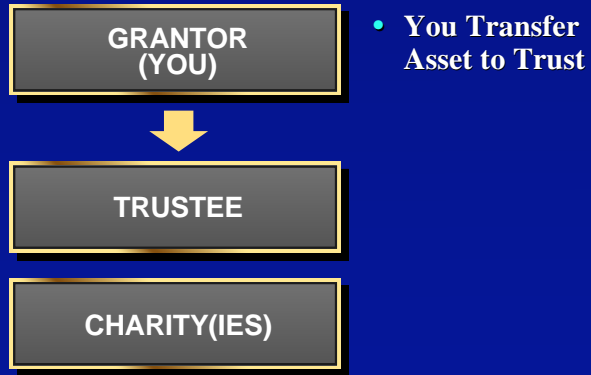 GRANTOR
(YOU)
• You Transfer
Asset to Trust
TRUSTEE
CHARITY(IES)